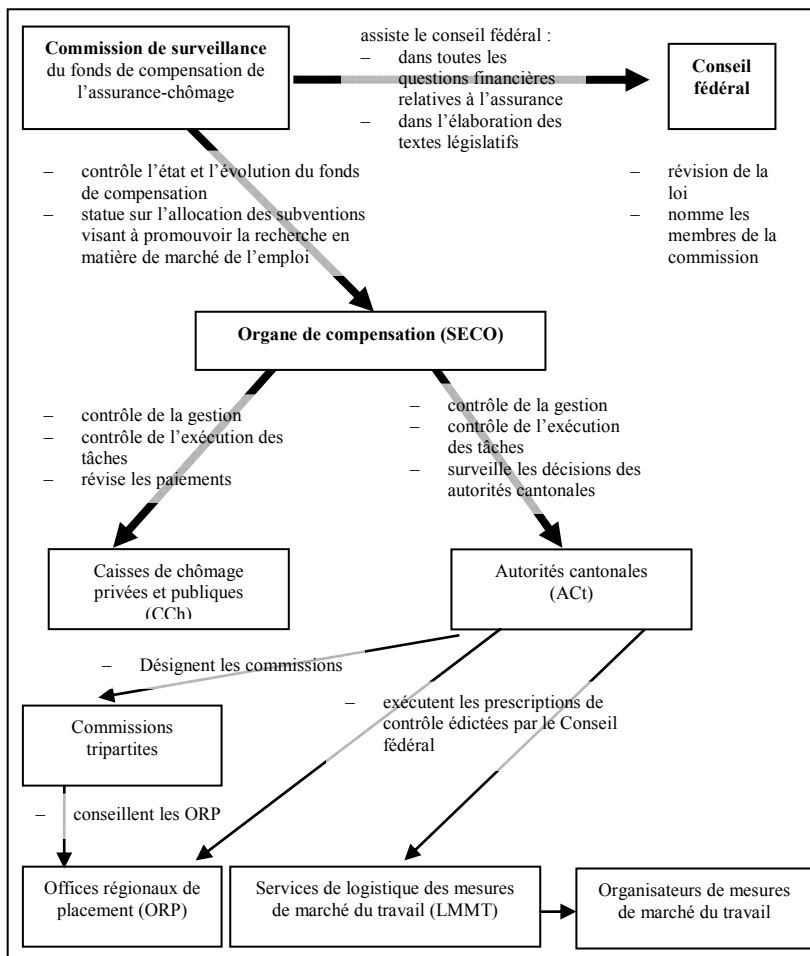 Commission de surveillance
du fonds de compensation de
l'assurance-chômage
assiste le conseil fédéral :
– dans toutes les
questions financières
relatives à l'assurance
– dans l'élaboration des
textes législatifs
Conseil
fédéral
– contrôle l'état et l'évolution du fonds
de compensation
– statue sur l'allocation des subventions
visant à promouvoir la recherche en
matière de marché de l'emploi
– révision de la
loi
– nomme les
membres de la
commission
Organe de compensation (SECO)
– contrôle de la gestion
– contrôle de l'exécution des
tâches
– révise les paiements
– contrôle de la gestion
– contrôle de l'exécution
des tâches
– surveille les décisions des
autorités cantonales
Caisses de chômage
privées et publiques
(CCh)
Autorités cantonales
(ACt)
– Désignent les commissions
– exécutent les prescriptions de
contrôle édictées par le Conseil
fédéral
Commissions
tripartites
– conseillent les ORP
Offices régionaux de
placement (ORP)
Services de logistique des mesures
de marché du travail (LMMT)
Organisateurs de mesures
de marché du travail